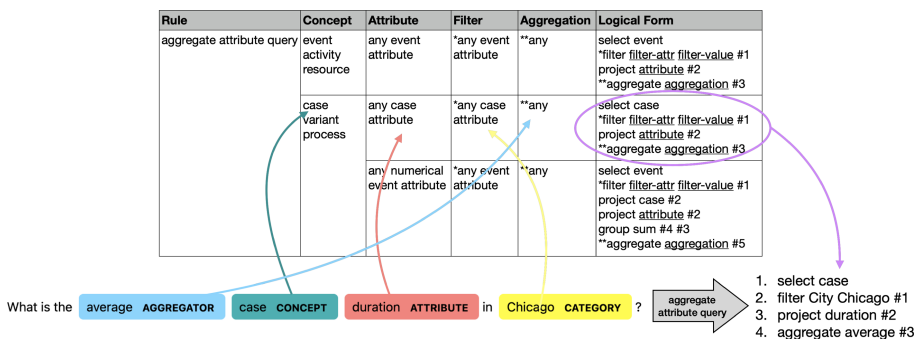 Rule Concept Attribute Filter Aggregation Logical Form
aggregate attribute query
event
activity
resource
any event
attribute
*any event
attribute
**any
select event
*filter filter-attr filter-value #1
project attribute #2
**aggregate aggregation #3
case
variant
process
any case
attribute
*any case
attribute
**any
select case
*filter filter-attr filter-value #1
project attribute #2
**aggregate aggregation #3
any numerical
event attribute
*any event
attribute
**any
select event
*filter filter-attr filter-value #1
project case #2
project attribute #2
group sum #4 #3
**aggregate aggregation #5
What is the average AGGREGATOR case CONCEPT duration ATTRIBUTE in Chicago CATEGORY ?
aggregate
attribute query
1. select case
2. filter City Chicago #1
3. project duration #2
4. aggregate average #3